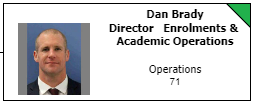 Dan Brady
Director Enrolments &
Academic Operations
Operations
71